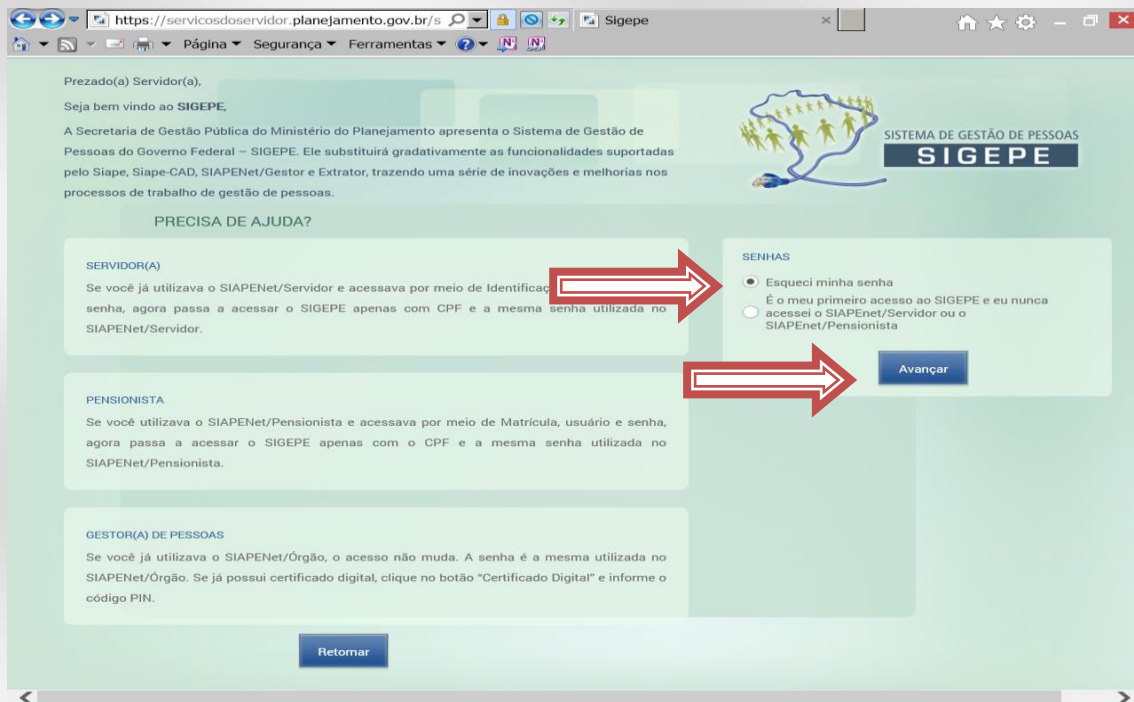 https://servicosdoservidor.planejamento.gov.br/s
Sigepe
Página Segurança Ferramentas
Prezado(a) Servidor(a),
Seja bem vindo ao SIGEPE,
A Secretaria de Gestão Pública do Ministério do Planejamento apresenta o Sistema de Gestão de
Pessoas do Governo Federal – SIGEPE. Ele substituirá gradativamente as funcionalidades suportadas
pelo Siape, Siape-CAD, SIAPENet/Gestor e Extrator, trazendo uma série de inovações e melhorias nos
processos de trabalho de gestão de pessoas.
SISTEMA DE GESTÃO DE PESSOAS
SIGEPE
PRECISA DE AJUDA?
SERVIDOR(A)
Se você já utilizava o SIAPENet/Servidor e acessava por meio de Identificaç
senha, agora passa a acessar o SIGEPE apenas com CPF e a mesma senha utilizada no
SIAPENet/Servidor.
PENSIONISTA
Se você utilizava o SIAPENet/Pensionista e acessava por meio de Matrícula, usuário e senha,
agora passa a acessar o SIGEPE apenas com o CPF e a mesma senha utilizada no
SIAPENet/Pensionista.
GESTOR(A) DE PESSOAS
Se você já utilizava o SIAPENet/Órgão, o acesso não muda. A senha é a mesma utilizada no
SIAPENet/Órgão. Se já possui certificado digital, clique no botão “Certificado Digital” e informe o
código PIN.
Retornar
SENHAS
Esqueci minha senha
É o meu primeiro acesso ao SIGEPE e eu nunca
acessei o SIAPEnet/Servidor ou o
SIAPEnet/Pensionista
Avançar